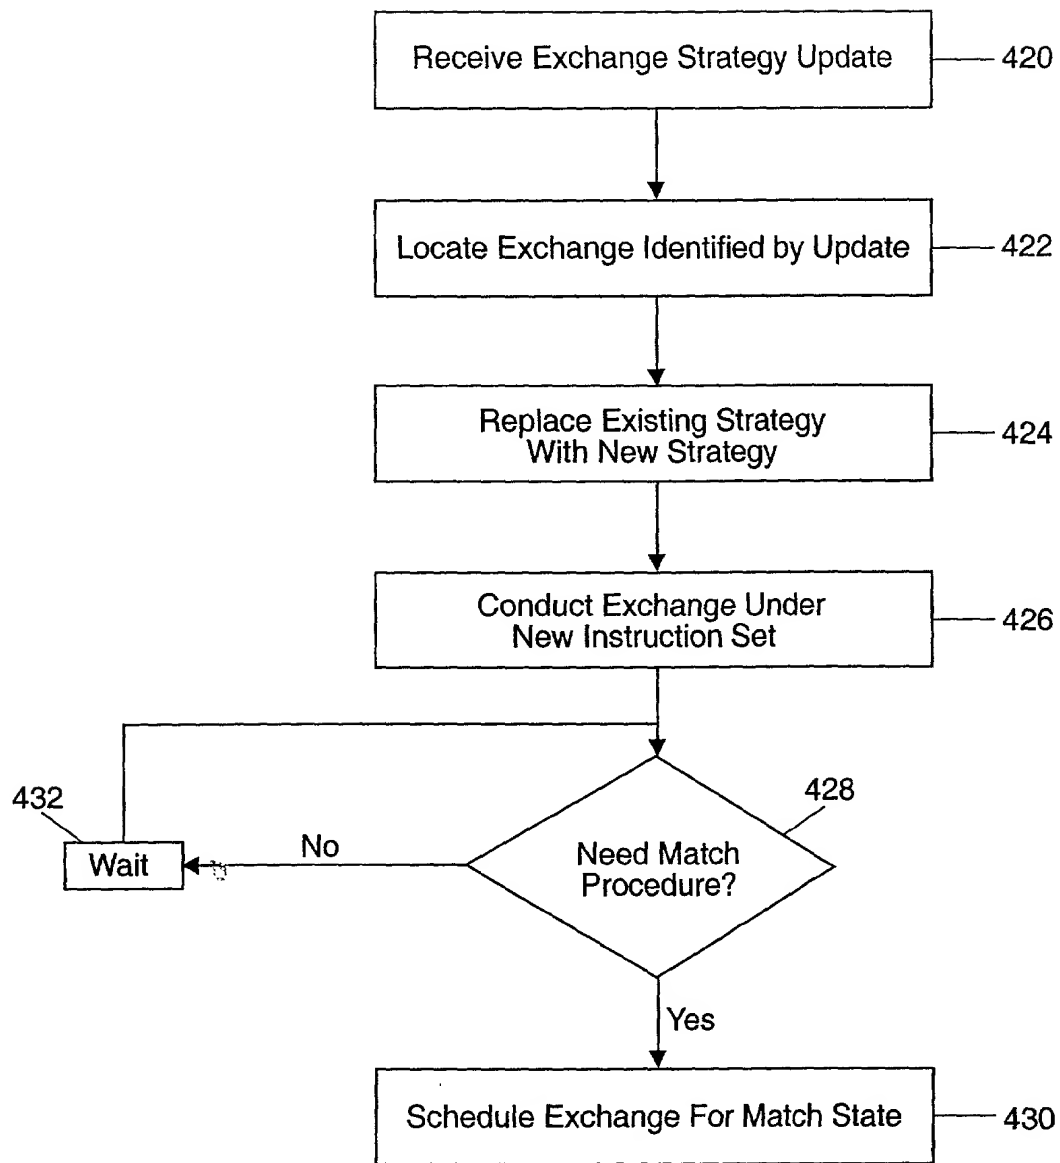 Receive Exchange Strategy Update
420
Locate Exchange Identified by Update
422
Replace Existing Strategy
With New Strategy
424
Conduct Exchange Under
New Instruction Set
426
432
428
Wait
No
Need Match
Procedure?
Yes
Schedule Exchange For Match State
430